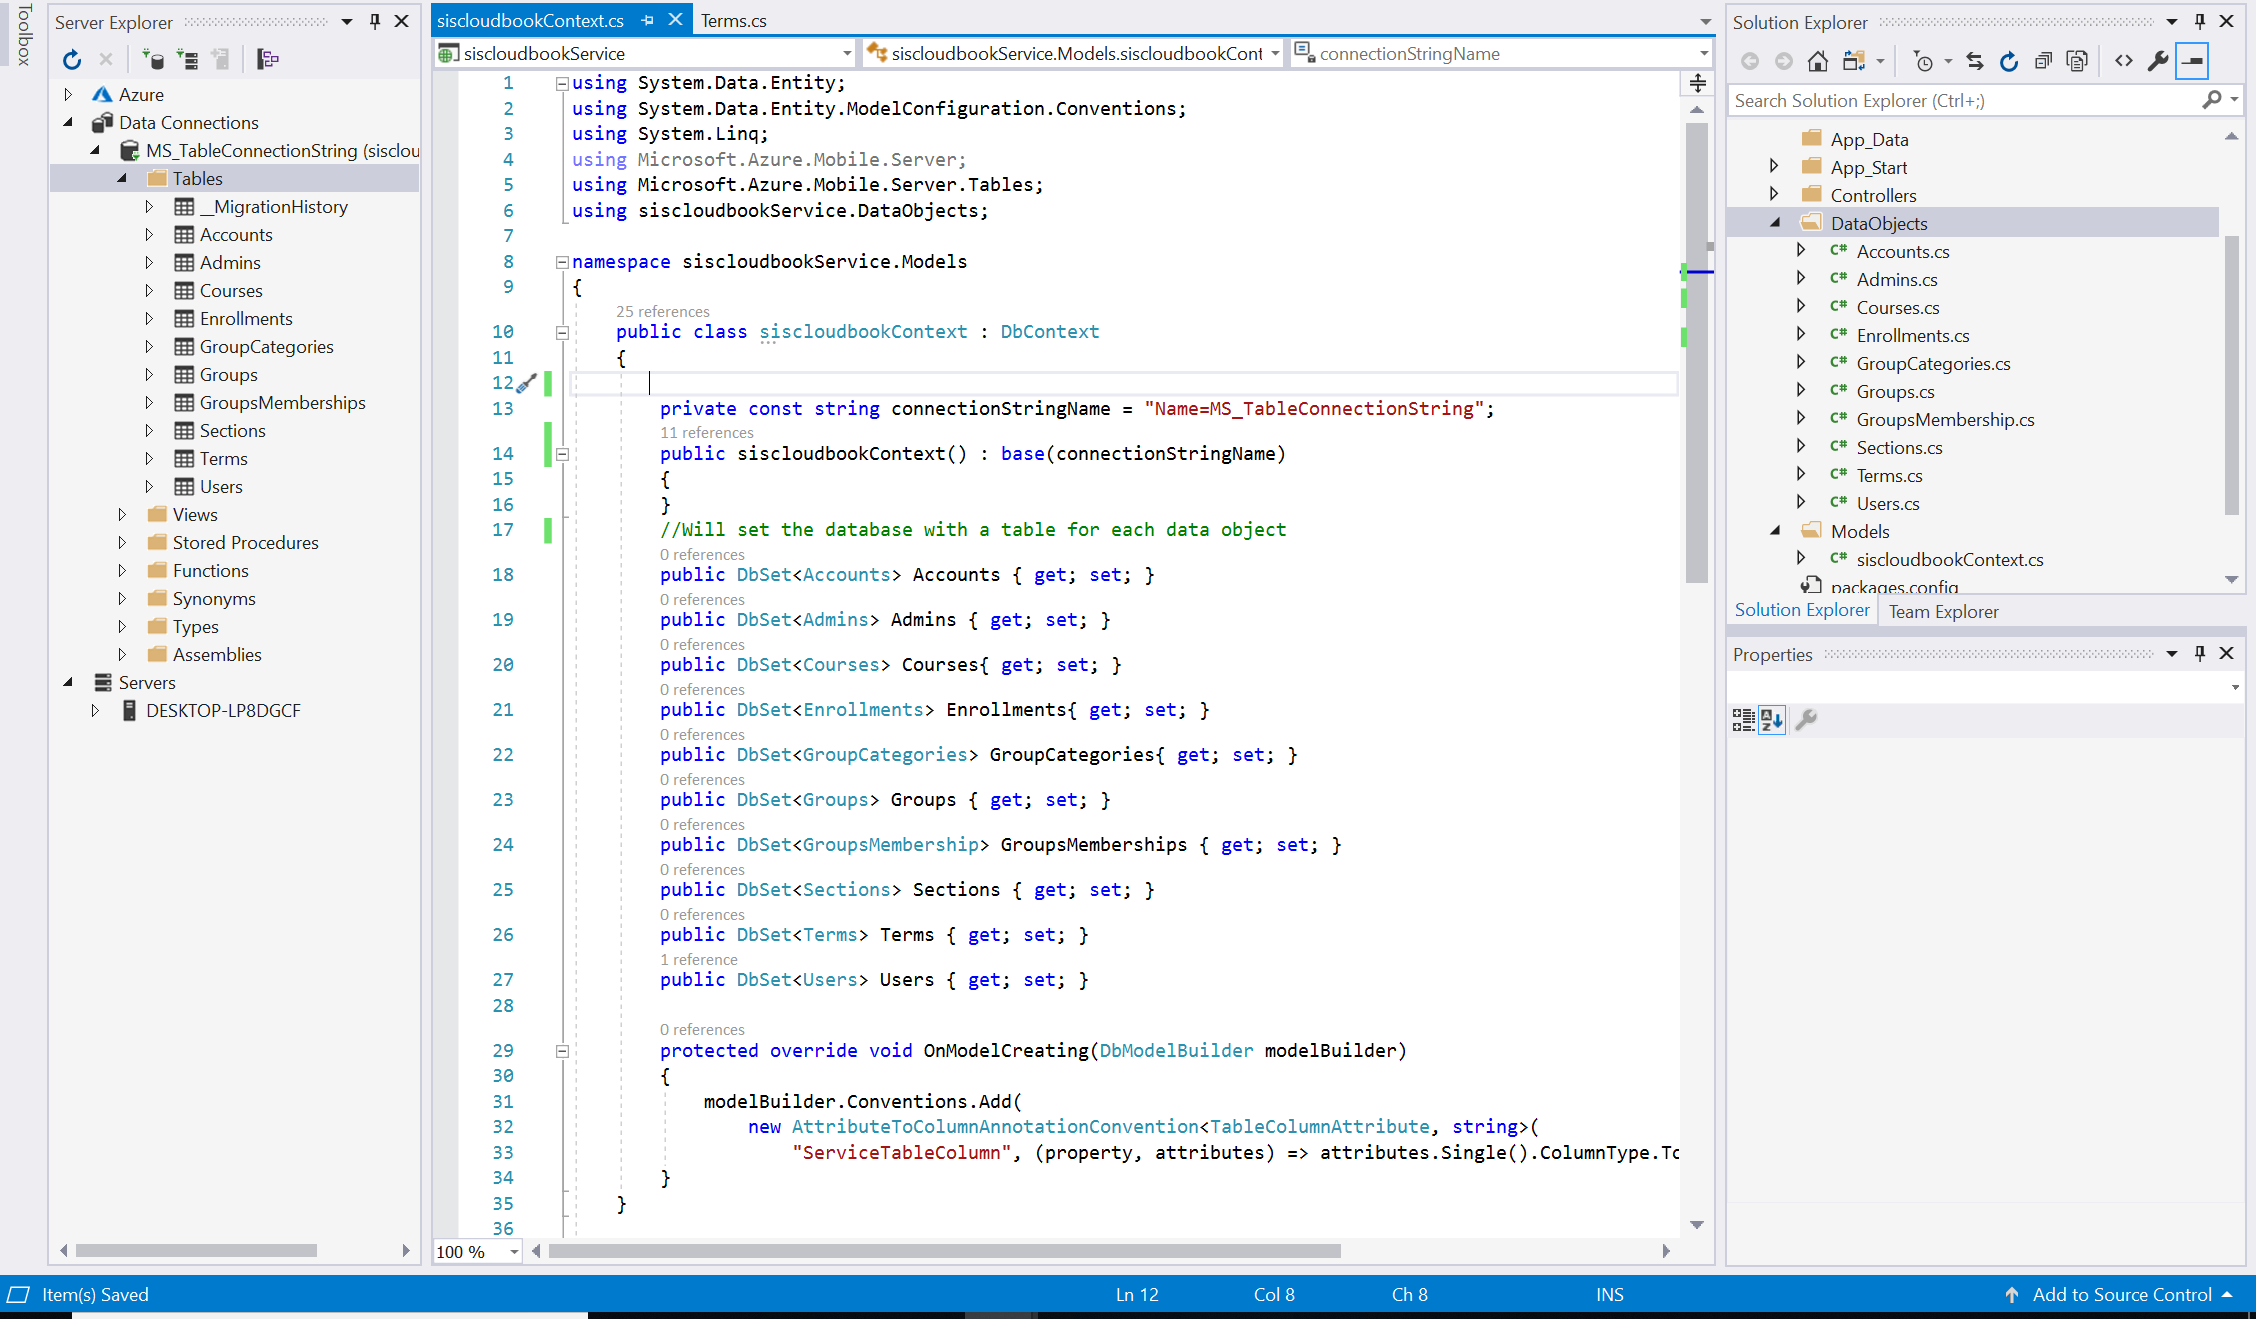 Toolbox
Server Explorer
Azure
Data Connections
MS_TableConnectionString (sisclou
Tables
__MigrationHistory
Accounts
Admins
Courses
Enrollments
GroupCategories
Groups
GroupsMemberships
Sections
Terms
Users
Views
Stored Procedures
Functions
Synonyms
Types
Assemblies
Servers
DESKTOP-LP8DGCF
siscloudbookContext.cs
Terms.cs
siscloudbookService
siscloudbookService.Models.siscloudbookCont
connectionStringName
1 using System.Data.Entity;
2 using System.Data.Entity.ModelConfiguration.Conventions;
3 using System.Linq;
4 using Microsoft.Azure.Mobile.Server;
5 using Microsoft.Azure.Mobile.Server.Tables;
6 using siscloudbookService.DataObjects;
7
8 namespace siscloudbookService.Models
9 {
25 references
10 public class siscloudbookContext : DbContext
11 {
12
13 private const string connectionStringName = "Name=MS_TableConnectionString";
11 references
14 public siscloudbookContext() : base(connectionStringName)
15 {
16 }
17 //Will set the database with a table for each data object
0 references
18 public DbSet<Accounts> Accounts { get; set; }
0 references
19 public DbSet<Admins> Admins { get; set; }
0 references
20 public DbSet<Courses> Courses{ get; set; }
0 references
21 public DbSet<Enrollments> Enrollments{ get; set; }
0 references
22 public DbSet<GroupCategories> GroupCategories{ get; set; }
0 references
23 public DbSet<Groups> Groups { get; set; }
0 references
24 public DbSet<GroupsMembership> GroupsMemberships { get; set; }
0 references
25 public DbSet<Sections> Sections { get; set; }
0 references
26 public DbSet<Terms> Terms { get; set; }
1 reference
27 public DbSet<Users> Users { get; set; }
28
0 references
29 protected override void OnModelCreating(DbModelBuilder modelBuilder)
30 {
31 modelBuilder.Conventions.Add(
32 new AttributeToColumnAnnotationConvention<TableColumnAttribute, string>(
33 "ServiceTableColumn", (property, attributes) => attributes.Single().ColumnType.To
34 }
35 }
36
100 %
Solution Explorer
Search Solution Explorer (Ctrl+;)
App_Data
App_Start
Controllers
DataObjects
C# Accounts.cs
C# Admins.cs
C# Courses.cs
C# Enrollments.cs
C# GroupCategories.cs
C# Groups.cs
C# GroupsMembership.cs
C# Sections.cs
C# Terms.cs
C# Users.cs
Models
C# siscloudbookContext.cs
packages.config
Solution Explorer
Team Explorer
Properties
Item(s) Saved
Ln 12
Col 8
Ch 8
INS
Add to Source Control